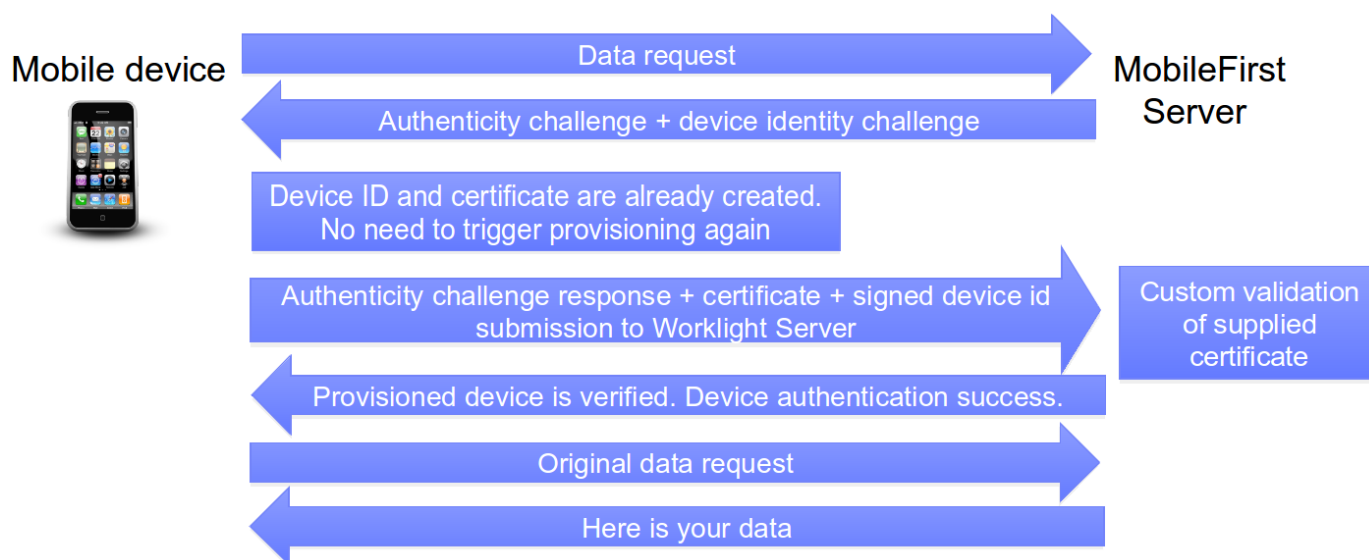 Data request
Mobile device
MobileFirst
Server
Authenticity challenge + device identity challenge
Device ID and certificate are already created.
No need to trigger provisioning again
Authenticity challenge response + certificate + signed device id
submission to Worklight Server
Custom validation
of supplied
certificate
Provisioned device is verified. Device authentication success.
Original data request
Here is your data